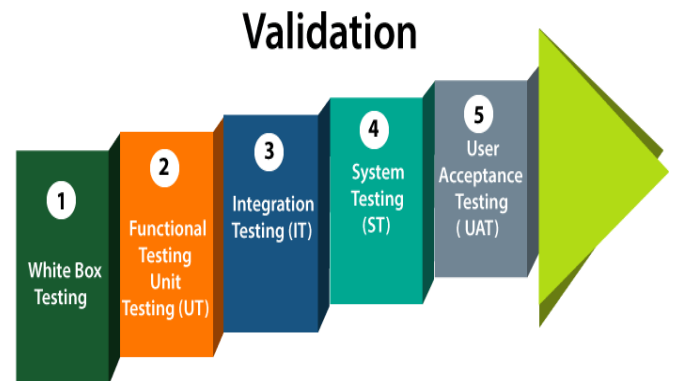 Validation
1
White Box
Testing
2
Functional
Testing
Unit
Testing (UT)
3
Integration
Testing (IT)
4
System
Testing
(ST)
5
User
Acceptance
Testing
( UAT)